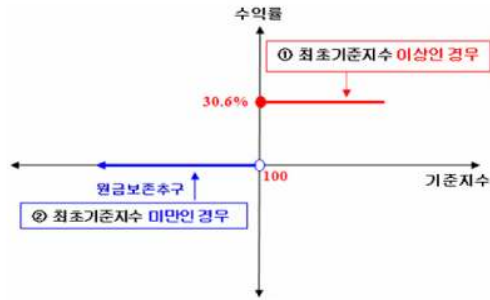 수익률
① 최초기준지수 이상인 경우
30.6%
100
기준지수
원금보존추구
② 최초기준지수 미만인 경우